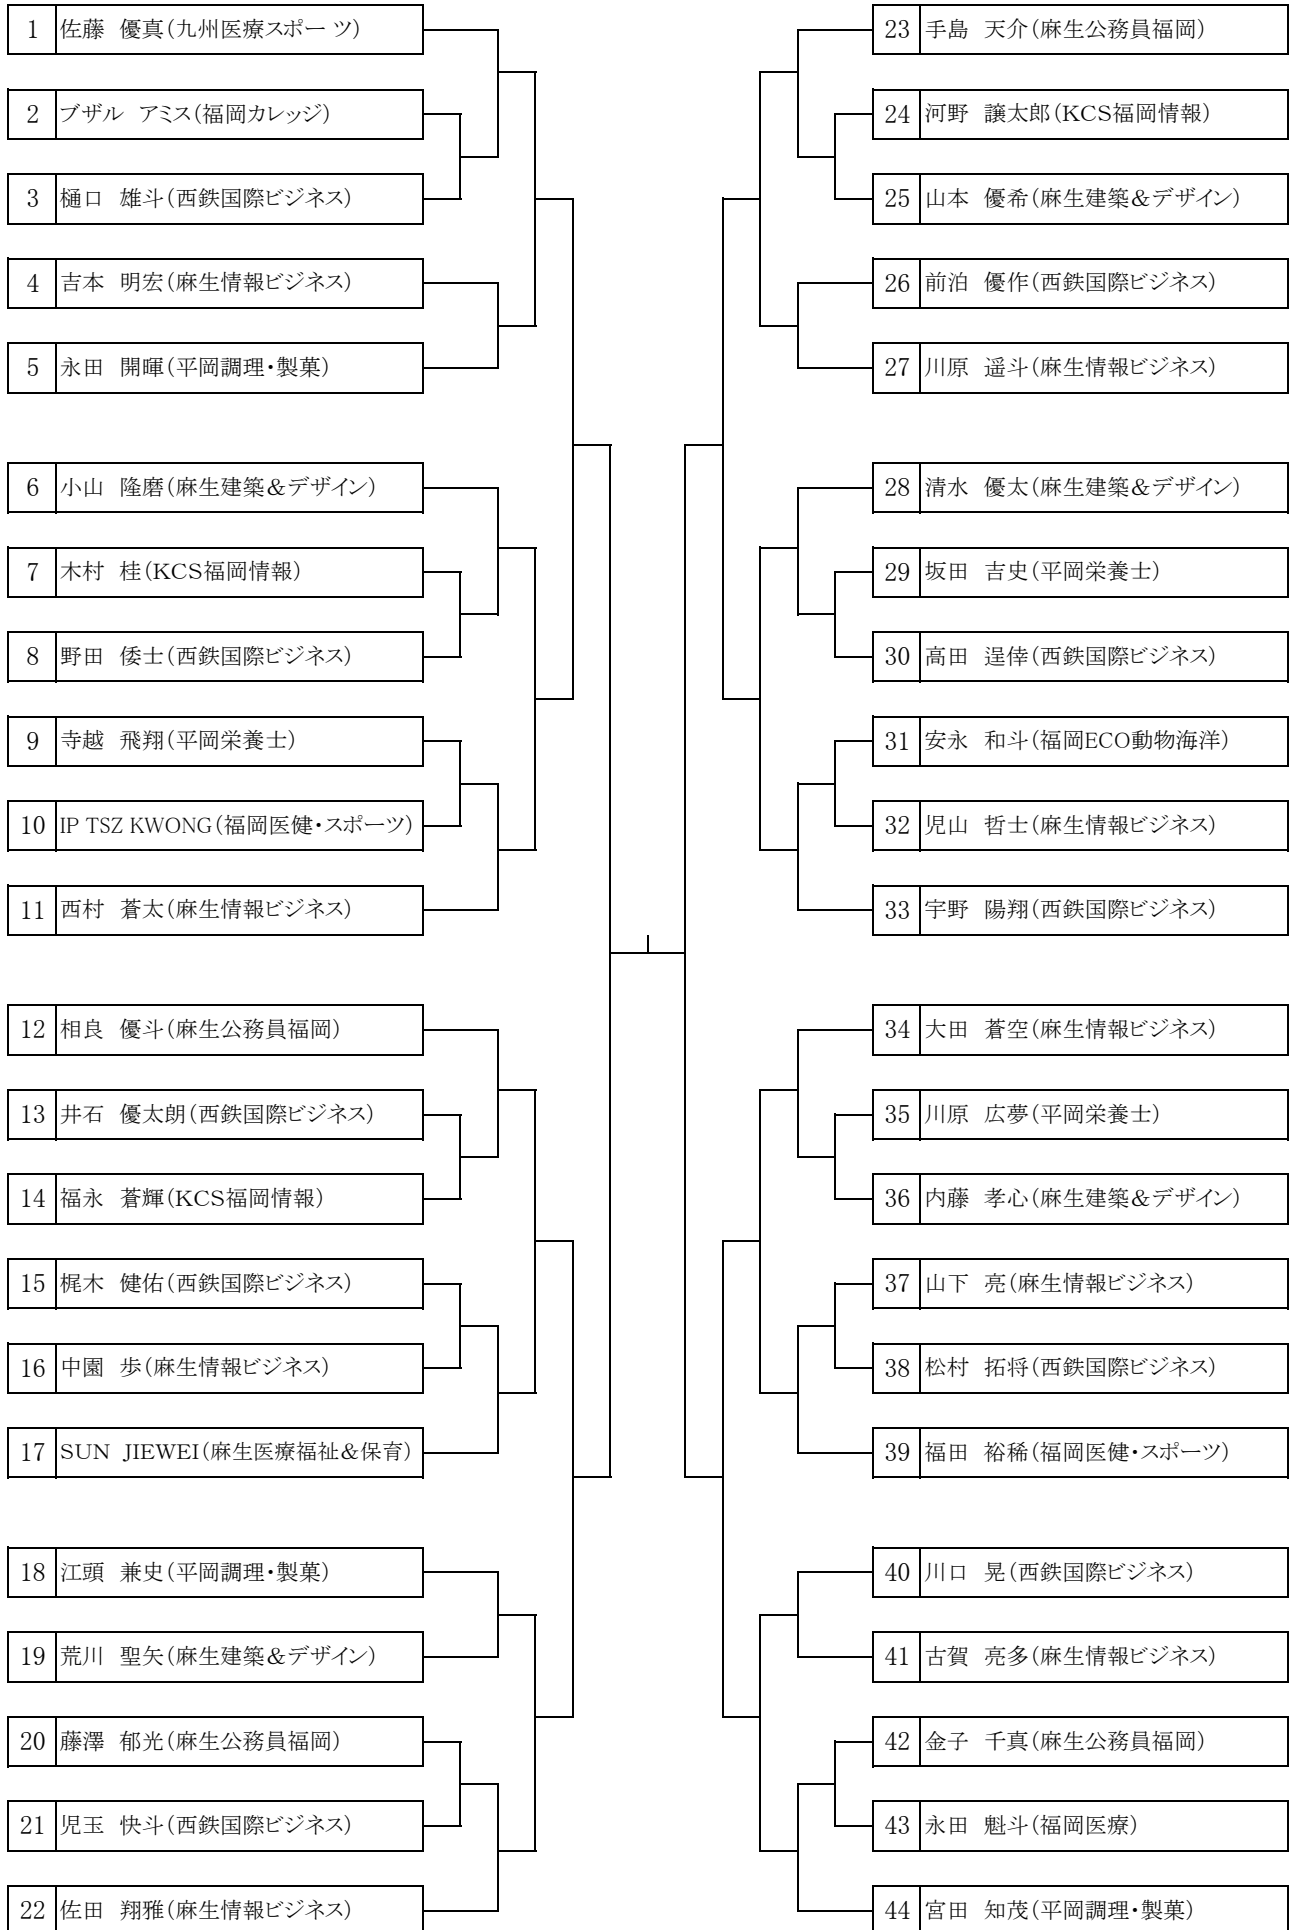 1 佐藤 優真(九州医療スポーツ)
2 ブザル アミス(福岡カレッジ)
3 樋口 雄斗(西鉄国際ビジネス)
4 吉本 明宏(麻生情報ビジネス)
5 永田 開暉(平岡調理・製菓)
6 小山 隆磨(麻生建築&デザイン)
7 木村 桂(KCS福岡情報)
8 野田 倭士(西鉄国際ビジネス)
9 寺越 飛翔(平岡栄養士)
10 IP TSZ KWONG(福岡医健・スポーツ)
11 西村 蒼太(麻生情報ビジネス)
12 相良 優斗(麻生公務員福岡)
13 井石 優太朗(西鉄国際ビジネス)
14 福永 蒼輝(KCS福岡情報)
15 梶木 健佑(西鉄国際ビジネス)
16 中園 歩(麻生情報ビジネス)
17 SUN JIEWEI(麻生医療福祉&保育)
18 江頭 兼史(平岡調理・製菓)
19 荒川 聖矢(麻生建築&デザイン)
20 藤澤 郁光(麻生公務員福岡)
21 児玉 快斗(西鉄国際ビジネス)
22 佐田 翔雅(麻生情報ビジネス)
23 手島 天介(麻生公務員福岡)
24 河野 譲太郎(KCS福岡情報)
25 山本 優希(麻生建築&デザイン)
26 前泊 優作(西鉄国際ビジネス)
27 川原 遥斗(麻生情報ビジネス)
28 清水 優太(麻生建築&デザイン)
29 坂田 吉史(平岡栄養士)
30 高田 逞倖(西鉄国際ビジネス)
31 安永 和斗(福岡ECO動物海洋)
32 児山 哲士(麻生情報ビジネス)
33 宇野 陽翔(西鉄国際ビジネス)
34 大田 蒼空(麻生情報ビジネス)
35 川原 広夢(平岡栄養士)
36 内藤 孝心(麻生建築&デザイン)
37 山下 亮(麻生情報ビジネス)
38 松村 拓将(西鉄国際ビジネス)
39 福田 裕稀(福岡医健・スポーツ)
40 川口 晃(西鉄国際ビジネス)
41 古賀 亮多(麻生情報ビジネス)
42 金子 千真(麻生公務員福岡)
43 永田 魁斗(福岡医療)
44 宮田 知茂(平岡調理・製菓)